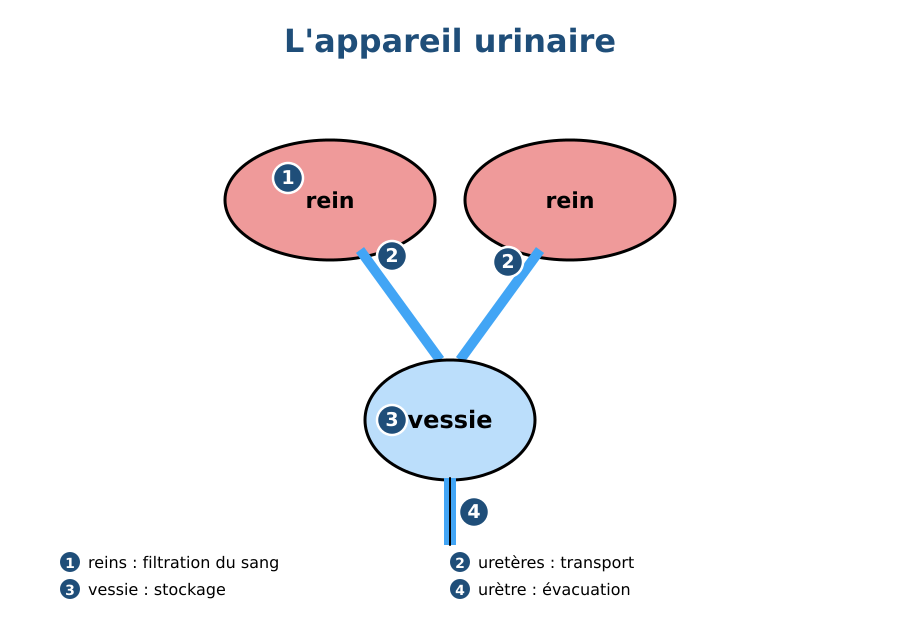 L'appareil urinaire
1
rein
rein
2
2
3 vessie
4
1 reins : filtration du sang
2 uretères : transport
3 vessie : stockage
4 urètre : évacuation